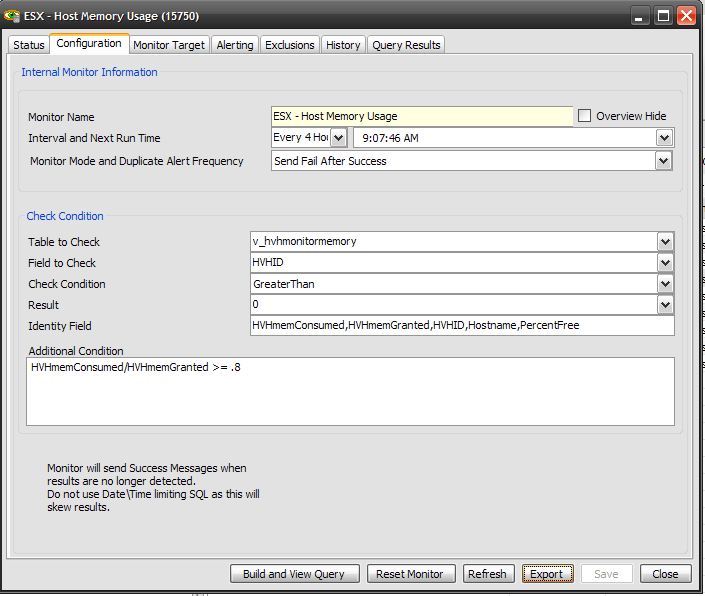 ESX - Host Memory Usage (15750)
Status Configuration Monitor Target Alerting Exclusions History Query Results
Internal Monitor Information
Monitor Name ESX - Host Memory Usage Overview Hide
Interval and Next Run Time Every 4 Hou 9:07:46 AM
Monitor Mode and Duplicate Alert Frequency Send Fail After Success
Check Condition
Table to Check v_hvhmonitormemory
Field to Check HVHID
Check Condition GreaterThan
Result 0
Identity Field HVHmemConsumed,HVHmemGranted,HVHID,Hostname,PercentFree
Additional Condition
HVHmemConsumed/HVHmemGranted >= .8
Monitor will send Success Messages when
results are no longer detected.
Do not use Date\Time limiting SQL as this will
skew results.
Build and View Query Reset Monitor Refresh Export Save Close